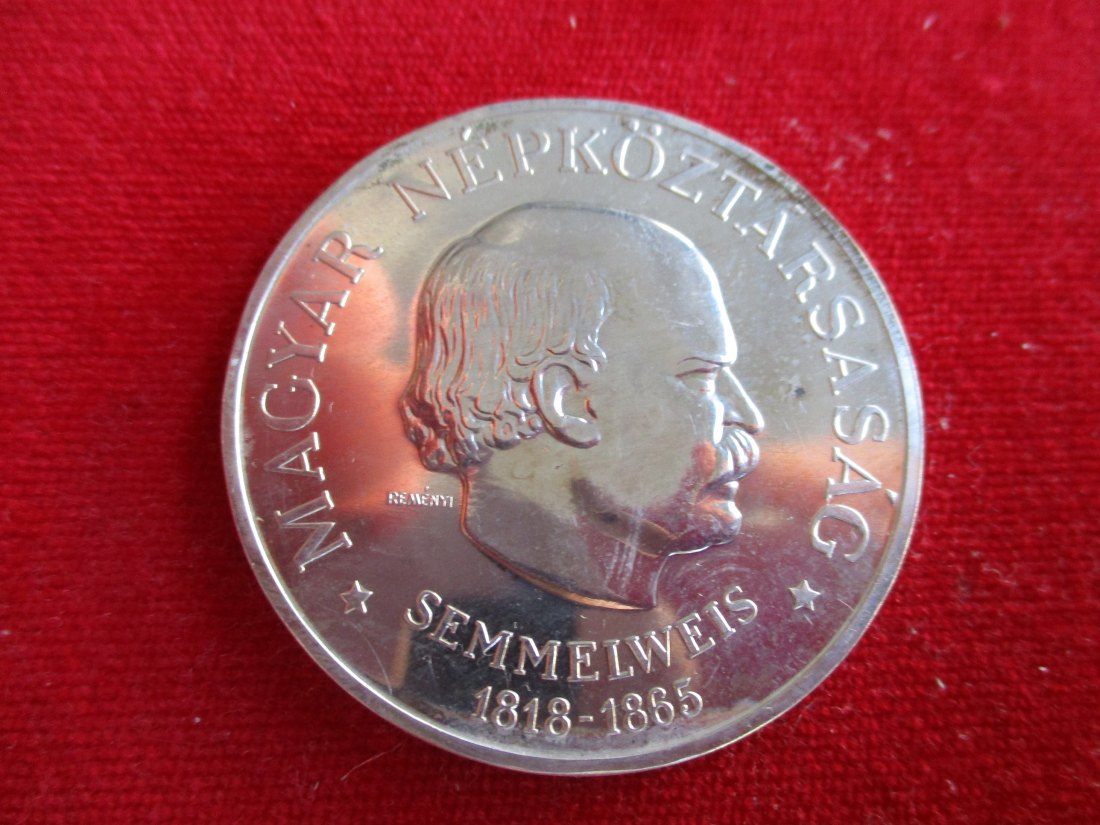 MAGYAR NÉPKÖZTÁRSASÁG
REMÉNYI
SEMMELWEIS
1818-1865